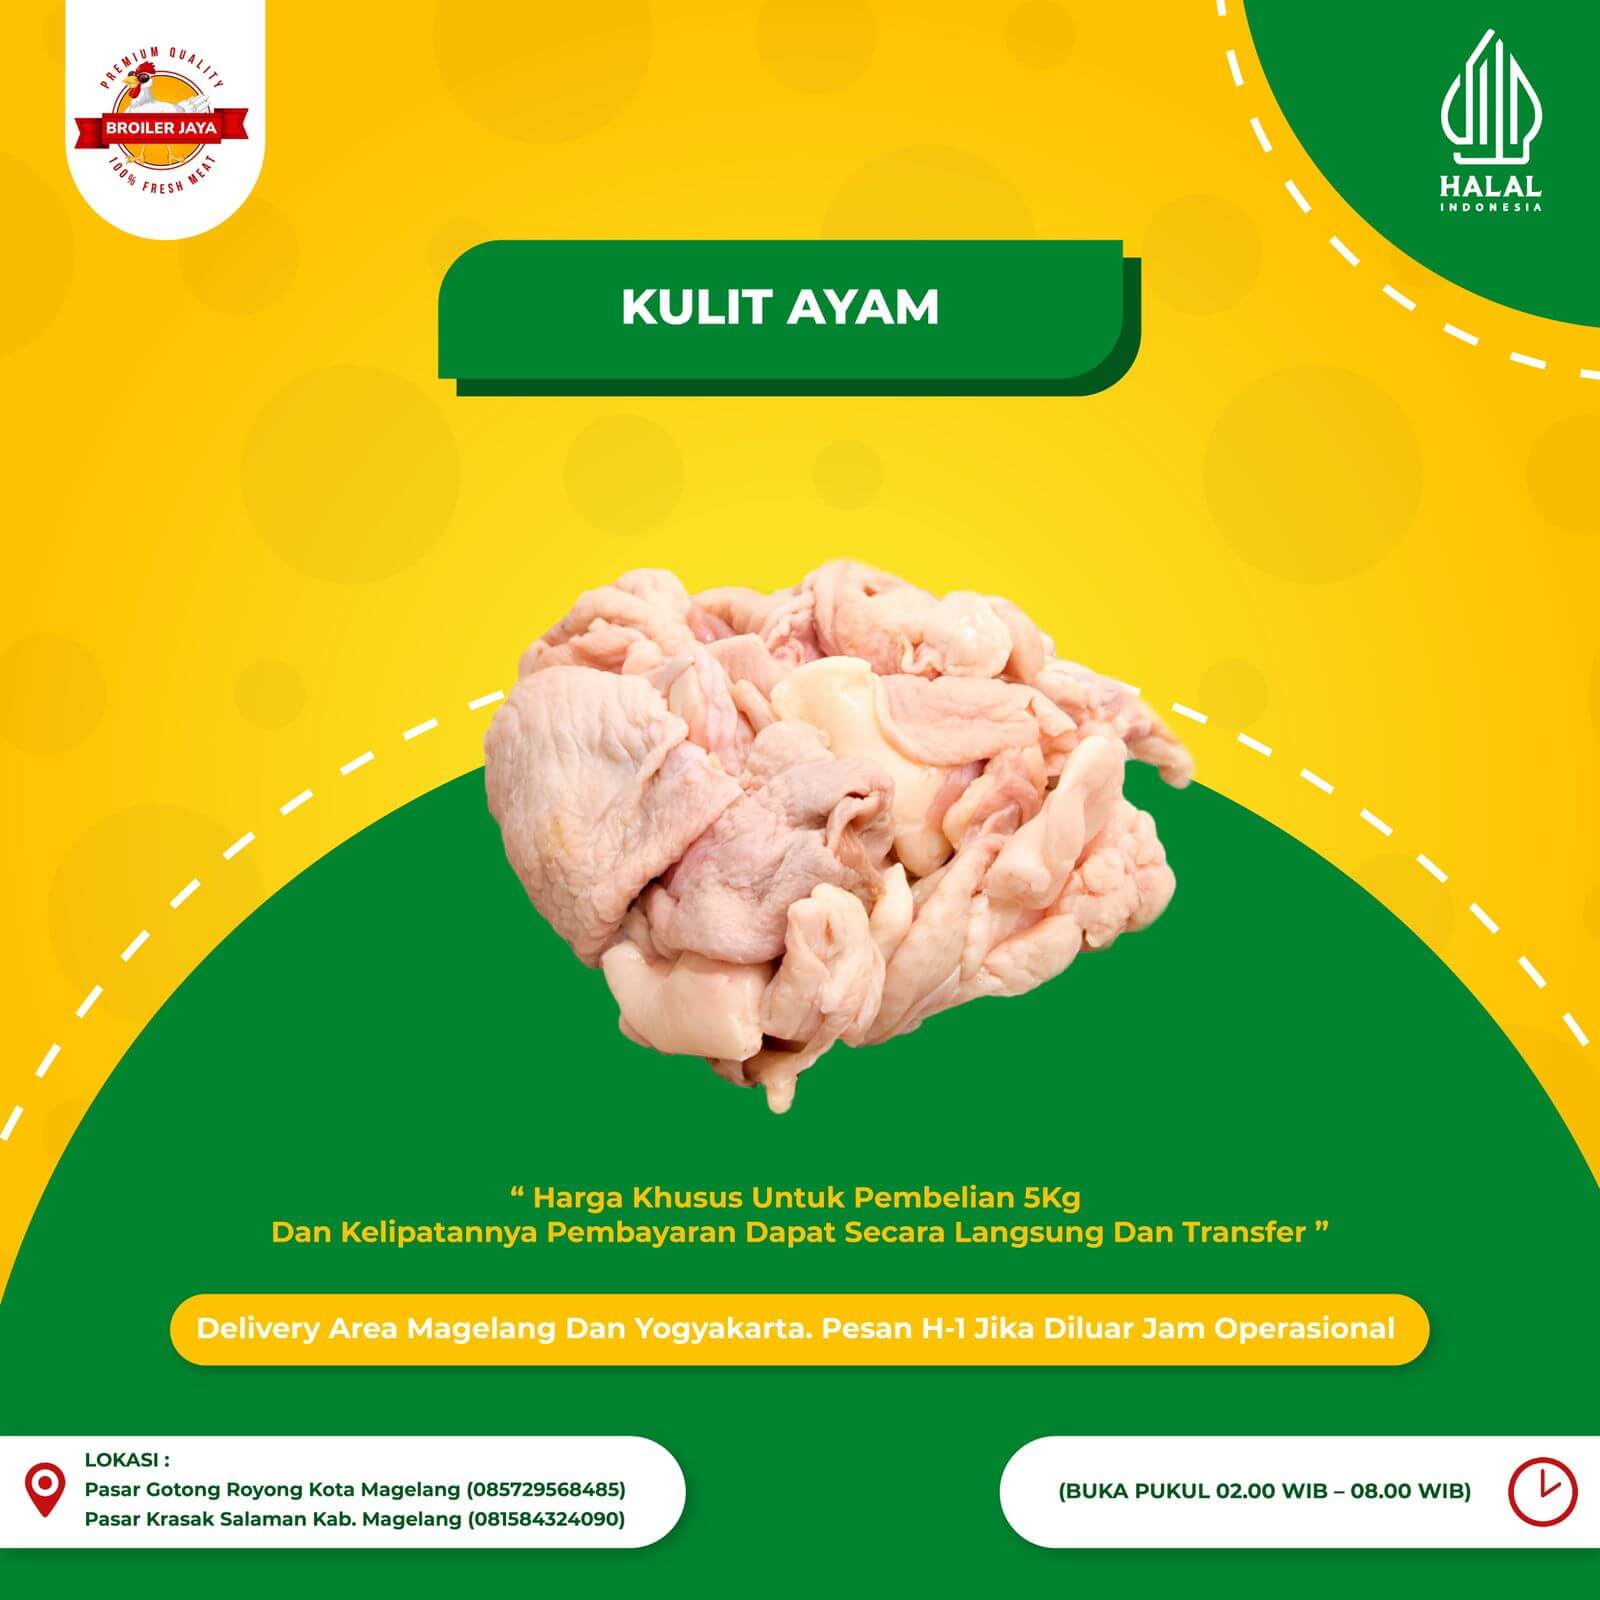 PREMIUM QUALITY
BROILER JAYA
100% FRESH MEAT
HALAL
INDONESIA
KULIT AYAM
“ Harga Khusus Untuk Pembelian 5Kg
Dan Kelipatannya Pembayaran Dapat Secara Langsung Dan Transfer ”
Delivery Area Magelang Dan Yogyakarta. Pesan H-1 Jika Diluar Jam Operasional
LOKASI :
Pasar Gotong Royong Kota Magelang (085729568485)
Pasar Krasak Salaman Kab. Magelang (081584324090)
(BUKA PUKUL 02.00 WIB – 08.00 WIB)